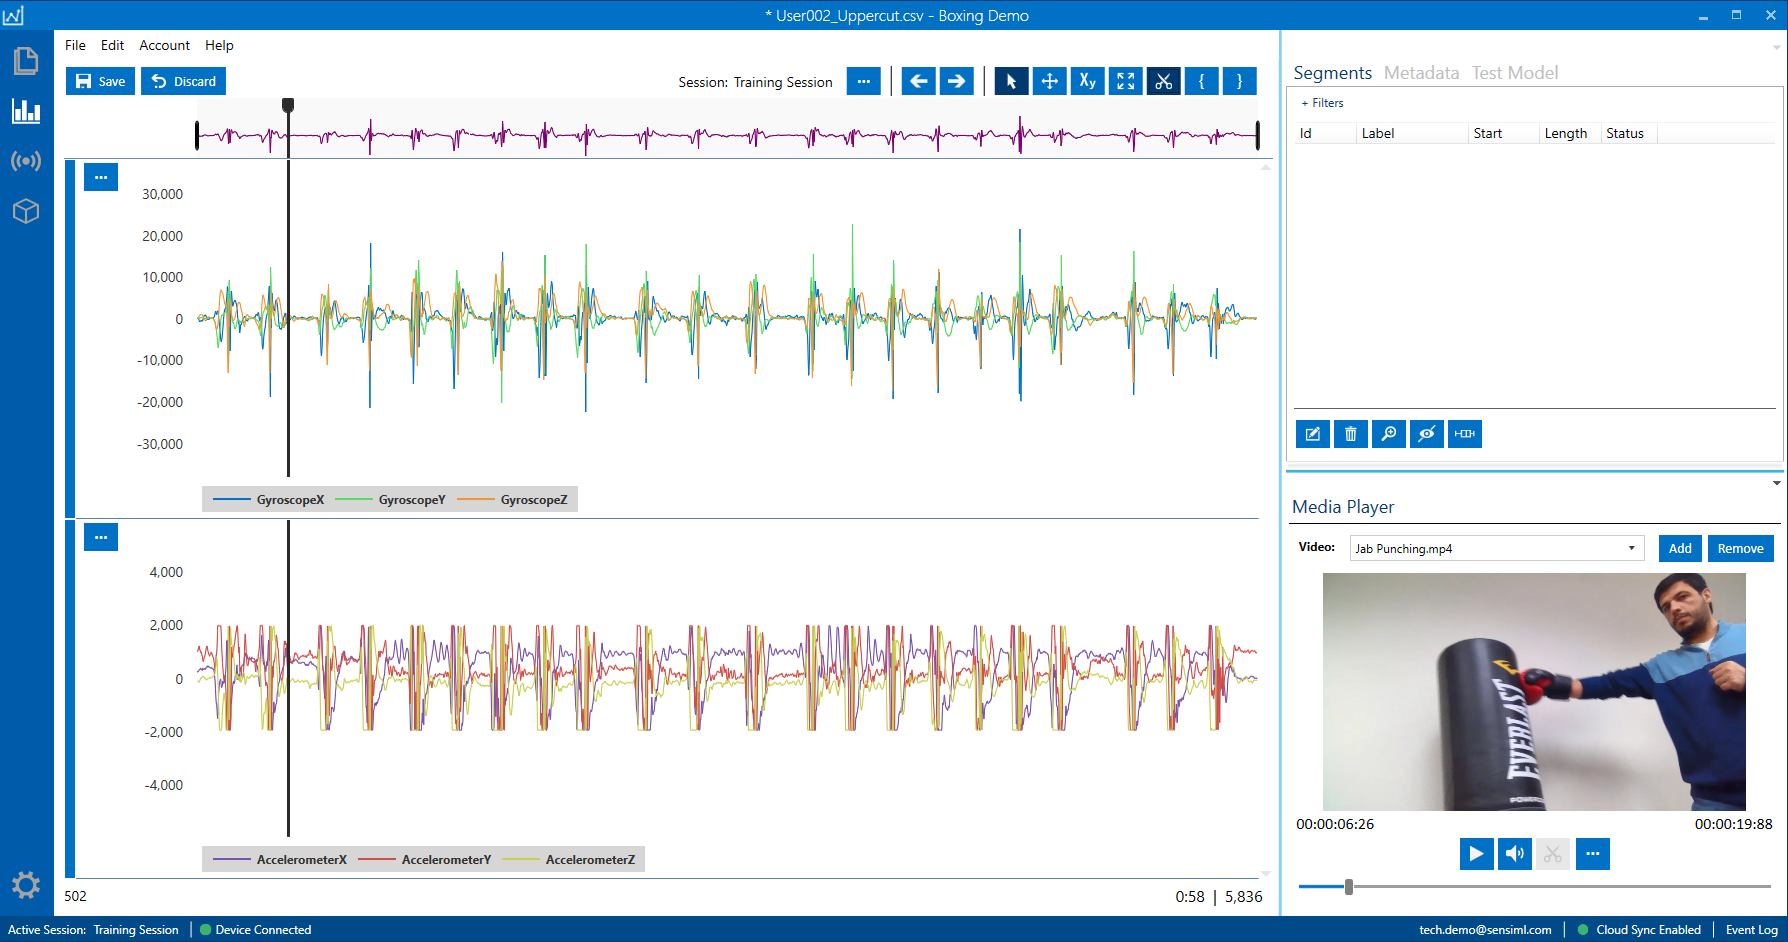 * User002_Uppercut.csv - Boxing Demo
File Edit Account Help
Save Discard
Session: Training Session
Xy { }
30,000
20,000
10,000
0
-10,000
-20,000
-30,000
GyroscopeX GyroscopeY GyroscopeZ
4,000
2,000
0
-2,000
-4,000
AccelerometerX AccelerometerY AccelerometerZ
502
0:58 | 5,836
Segments Metadata Test Model
+ Filters
Id Label Start Length Status
Media Player
Video: Jab Punching.mp4 Add Remove
EVERLAST
00:00:06:26 00:00:19:88
Active Session: Training Session Device Connected
tech.demo@sensiml.com Cloud Sync Enabled Event Log